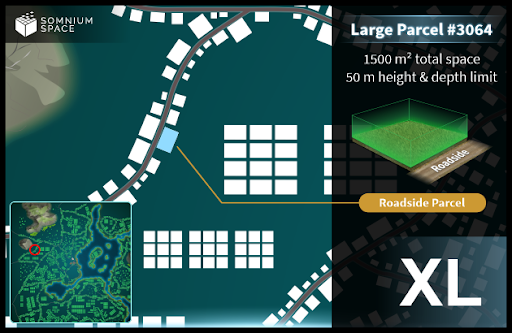 SOMNIUM
SPACE
Large Parcel #3064
1500 m² total space
50 m height & depth limit
Roadside
Roadside Parcel
XL